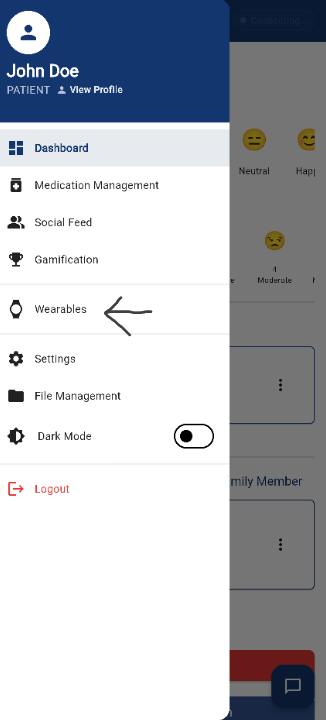 Connecting...
John Doe
PATIENT View Profile
Dashboard
Medication Management
Social Feed
Gamification
Wearables
Settings
File Management
Dark Mode
Logout
Neutral
4
Moderate
mily Member